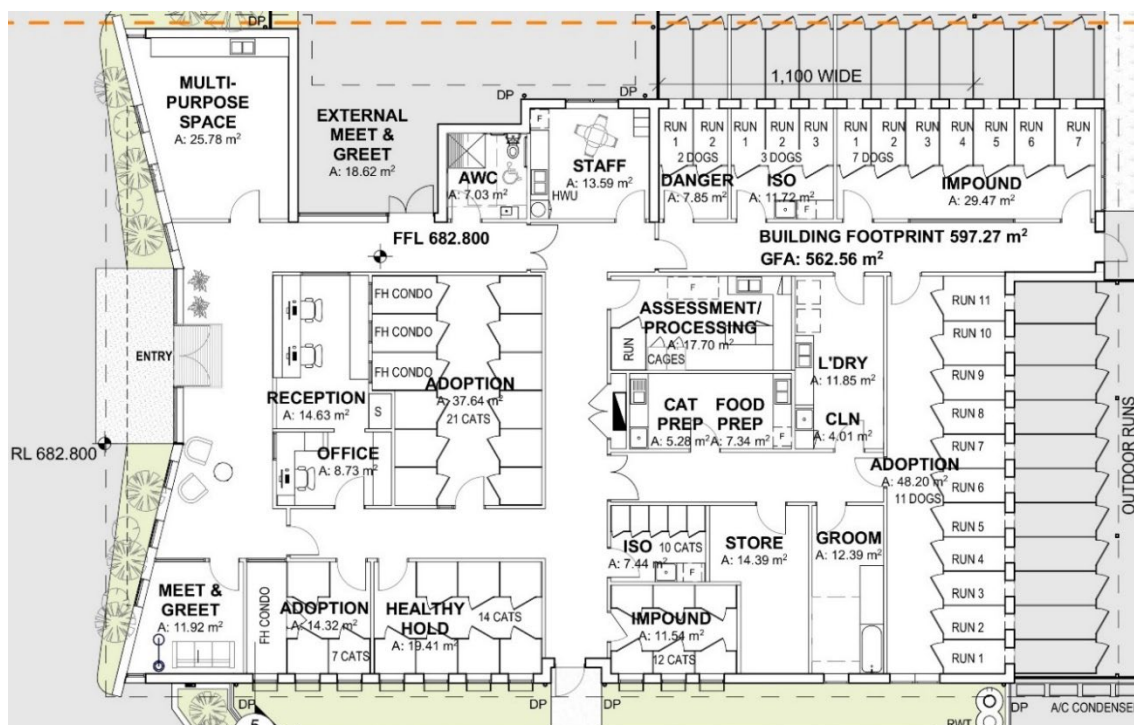 DP
MULTI-
PURPOSE
SPACE
A: 25.78 m²
EXTERNAL
MEET &
GREET
A: 18.62 m²
DP
DP
1,100 WIDE
F
AWC
A: 7.03 m²
STAFF
A: 13.59 m²
HWU
RUN
1
RUN
2
2 DOGS
DANGER
A: 7.85 m²
RUN
1
RUN
2
RUN
3
3 DOGS
ISO
A: 11.72 m²
F
RUN
1
RUN
2
RUN
3
RUN
4
RUN
5
RUN
6
RUN
7
7 DOGS
IMPOUND
A: 29.47 m²
FFL 682.800
BUILDING FOOTPRINT 597.27 m²
GFA: 562.56 m²
ENTRY
RL 682.800
RECEPTION
A: 14.63 m²
S
OFFICE
A: 8.73 m²
FH CONDO
FH CONDO
FH CONDO
ADOPTION
A: 37.64 m²
21 CATS
F
ASSESSMENT/
PROCESSING
A: 17.70 m²
RUN
CAGES
L'DRY
A: 11.85 m²
CAT
PREP
A: 5.28 m²
FOOD
PREP
A: 7.34 m²
F
CLN
A: 4.01 m²
ADOPTION
A: 48.20 m²
11 DOGS
RUN 11
RUN 10
RUN 9
RUN 8
RUN 7
RUN 6
RUN 5
RUN 4
RUN 3
RUN 2
RUN 1
OUTDOOR RUNS
MEET &
GREET
A: 11.92 m²
FH CONDO
ADOPTION
A: 14.32 m²
7 CATS
HEALTHY
HOLD
A: 19.41 m²
14 CATS
ISO
A: 7.44 m²
10 CATS
F
IMPOUND
A: 11.54 m²
12 CATS
STORE
A: 14.39 m²
GROOM
A: 12.39 m²
DP
5
DP
DP
RWT
DP
A/C CONDENSE